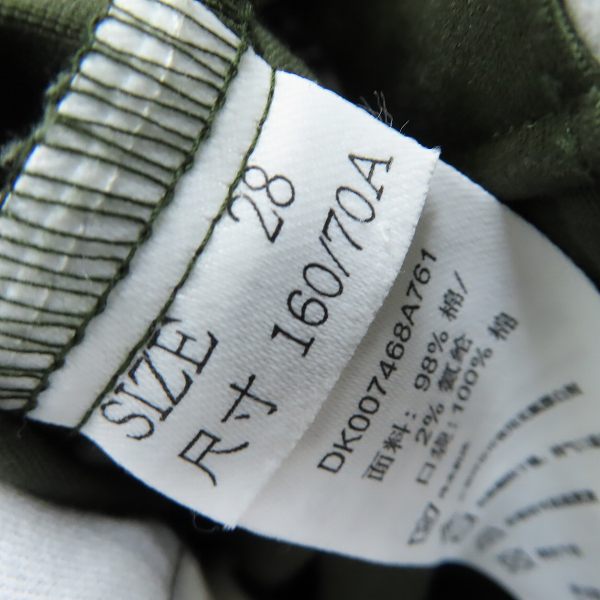 SIZE 28
尺寸 160/70A
DK007468A761
面料: 98% 棉/
2% 氨纶
口袋: 100% 棉